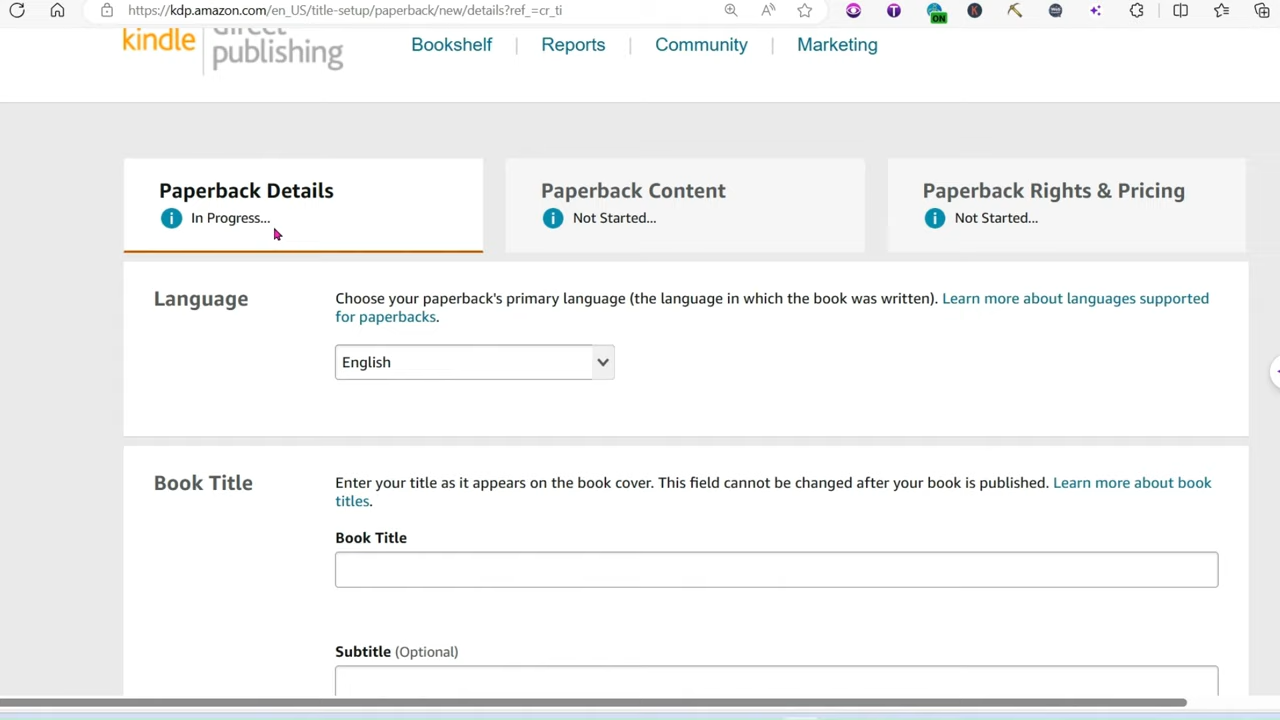 https://kdp.amazon.com/en_US/title-setup/paperback/new/details?ref_=cr_ti
ON
T
K
kindle direct publishing
Bookshelf | Reports | Community | Marketing
Paperback Details
In Progress...
Paperback Content
Not Started...
Paperback Rights & Pricing
Not Started...
Language
Choose your paperback's primary language (the language in which the book was written). Learn more about languages supported
for paperbacks.
English
Book Title
Enter your title as it appears on the book cover. This field cannot be changed after your book is published. Learn more about book
titles.
Book Title
Subtitle (Optional)